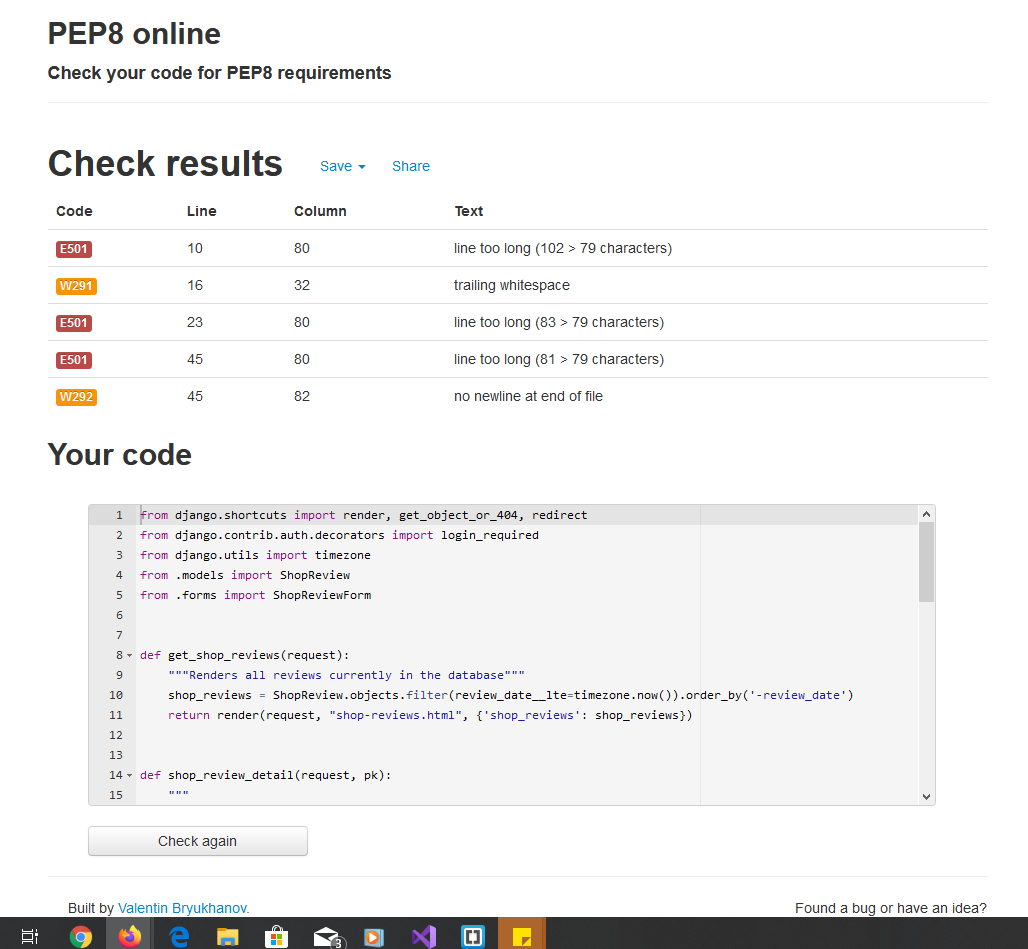 PEP8 online
Check your code for PEP8 requirements
Check results Save Share
Code Line Column Text
E501 10 80 line too long (102 > 79 characters)
W291 16 32 trailing whitespace
E501 23 80 line too long (83 > 79 characters)
E501 45 80 line too long (81 > 79 characters)
W292 45 82 no newline at end of file
Your code
1 from django.shortcuts import render, get_object_or_404, redirect
2 from django.contrib.auth.decorators import login_required
3 from django.utils import timezone
4 from .models import ShopReview
5 from .forms import ShopReviewForm
6
7
8 def get_shop_reviews(request):
9     """Renders all reviews currently in the database"""
10     shop_reviews = ShopReview.objects.filter(review_date__lte=timezone.now()).order_by('-review_date')
11     return render(request, "shop-reviews.html", {'shop_reviews': shop_reviews})
12
13
14 def shop_review_detail(request, pk):
15     """
Check again
Built by Valentin Bryukhanov. Found a bug or have an idea?
3